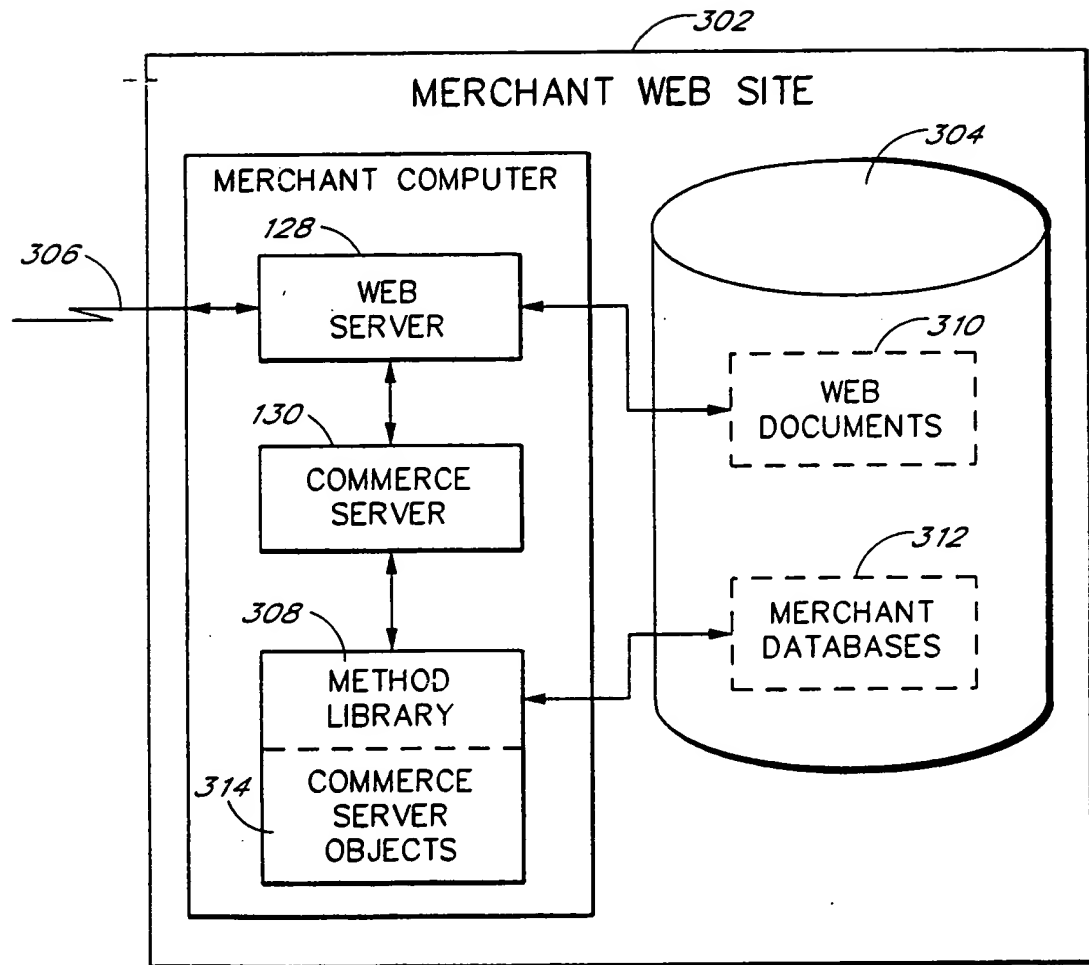 302
MERCHANT WEB SITE
304
MERCHANT COMPUTER
128
306
WEB
SERVER
310
WEB
DOCUMENTS
130
COMMERCE
SERVER
312
MERCHANT
DATABASES
308
METHOD
LIBRARY
314
COMMERCE
SERVER
OBJECTS